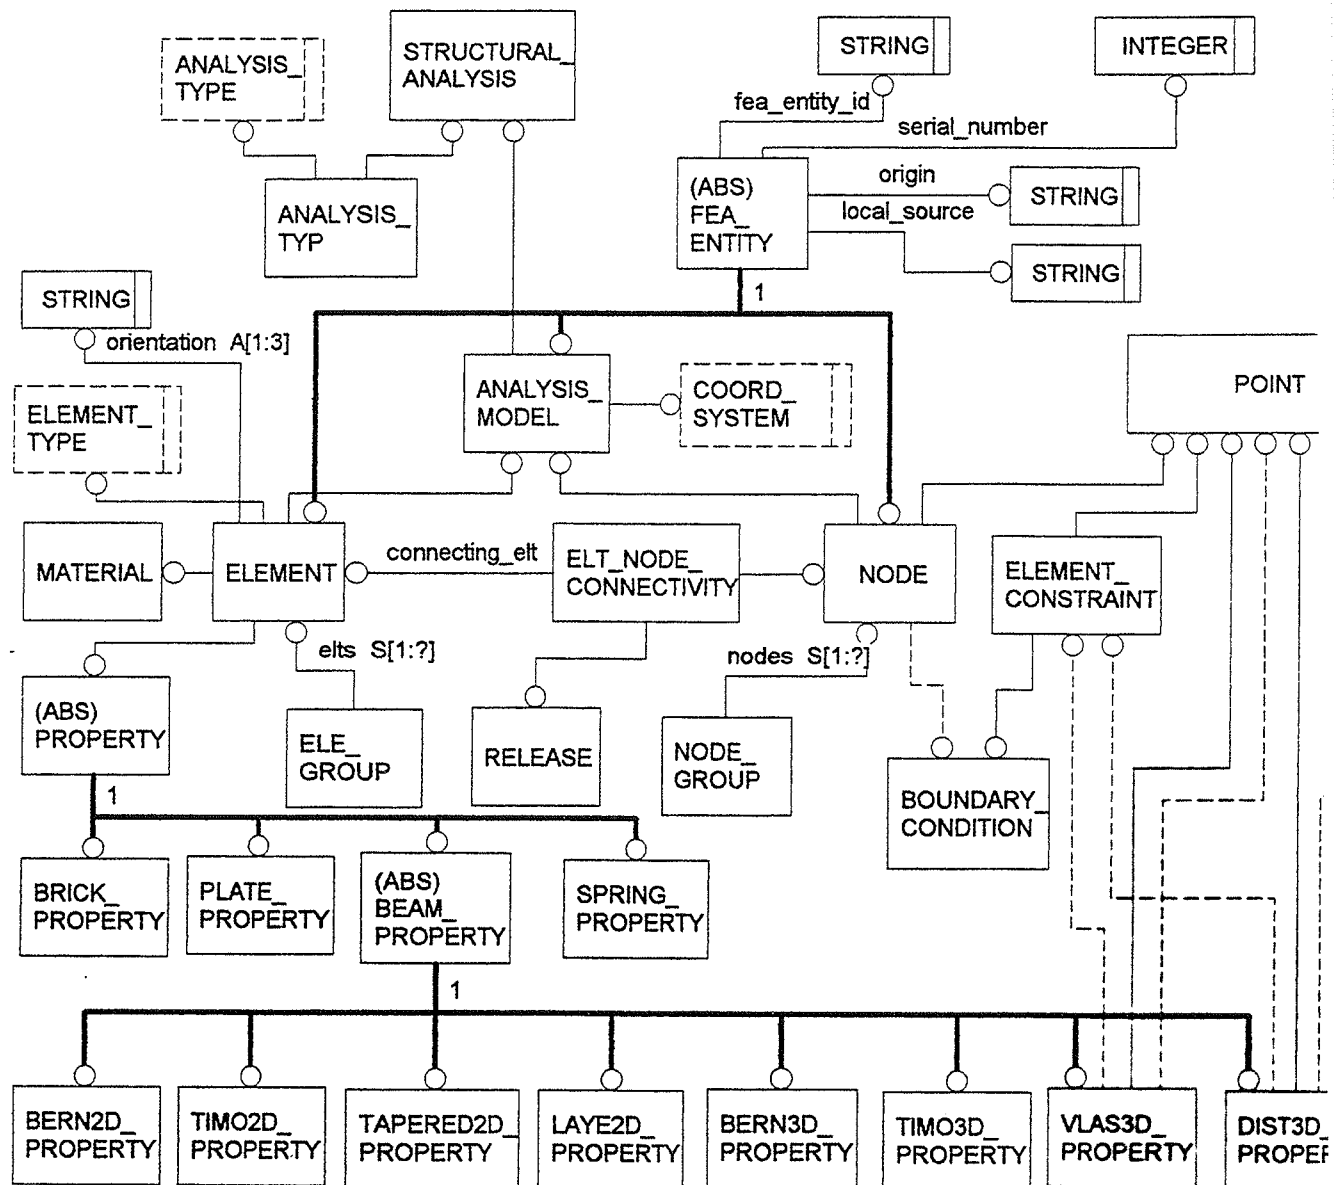 STRING
INTEGER
ANALYSIS_
TYPE
STRUCTURAL_
ANALYSIS
fea_entity_id
serial_number
(ABS)
FEA_
ENTITY
origin
STRING
local_source
STRING
ANALYSIS_
TYP
1
STRING
orientation A[1:3]
ANALYSIS_
MODEL
COORD_
SYSTEM
POINT
ELEMENT_
TYPE
MATERIAL
ELEMENT
connecting_elt
ELT_NODE_
CONNECTIVITY
NODE
ELEMENT_
CONSTRAINT
elts S[1:?]
nodes S[1:?]
(ABS)
PROPERTY
ELE_
GROUP
RELEASE
NODE_
GROUP
BOUNDARY_
CONDITION
1
BRICK_
PROPERTY
PLATE_
PROPERTY
(ABS)
BEAM_
PROPERTY
SPRING_
PROPERTY
1
BERN2D_
PROPERTY
TIMO2D_
PROPERTY
TAPERED2D_
PROPERTY
LAYE2D_
PROPERTY
BERN3D_
PROPERTY
TIMO3D_
PROPERTY
VLAS3D_
PROPERTY
DIST3D_
PROPER